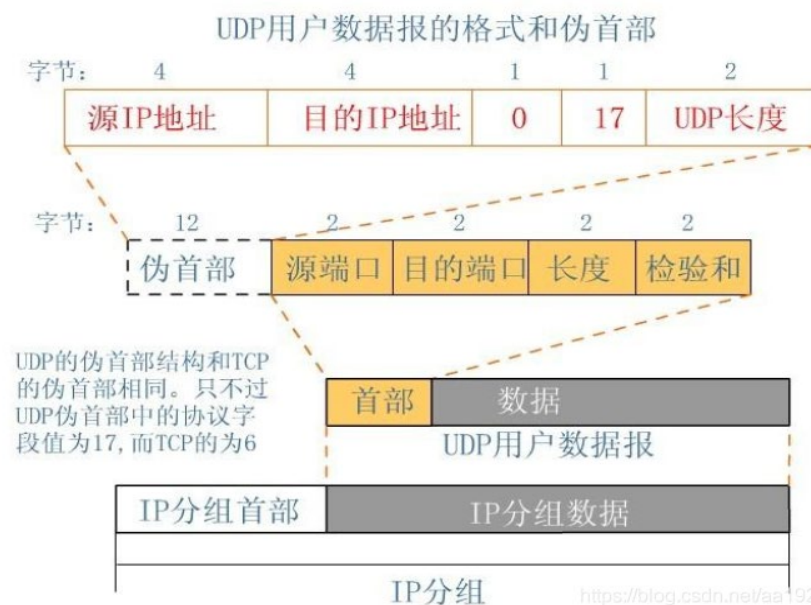 UDP用户数据报的格式和伪首部
字节: 4 4 1 1 2
源IP地址 目的IP地址 0 17 UDP长度
字节: 12 2 2 2 2
伪首部 源端口 目的端口 长度 检验和
UDP的伪首部结构和TCP
的伪首部相同。只不过
UDP伪首部中的协议字
段值为17,而TCP的为6
首部 数据
UDP用户数据报
IP分组首部 IP分组数据
IP分组
https://blog.csdn.net/aa192